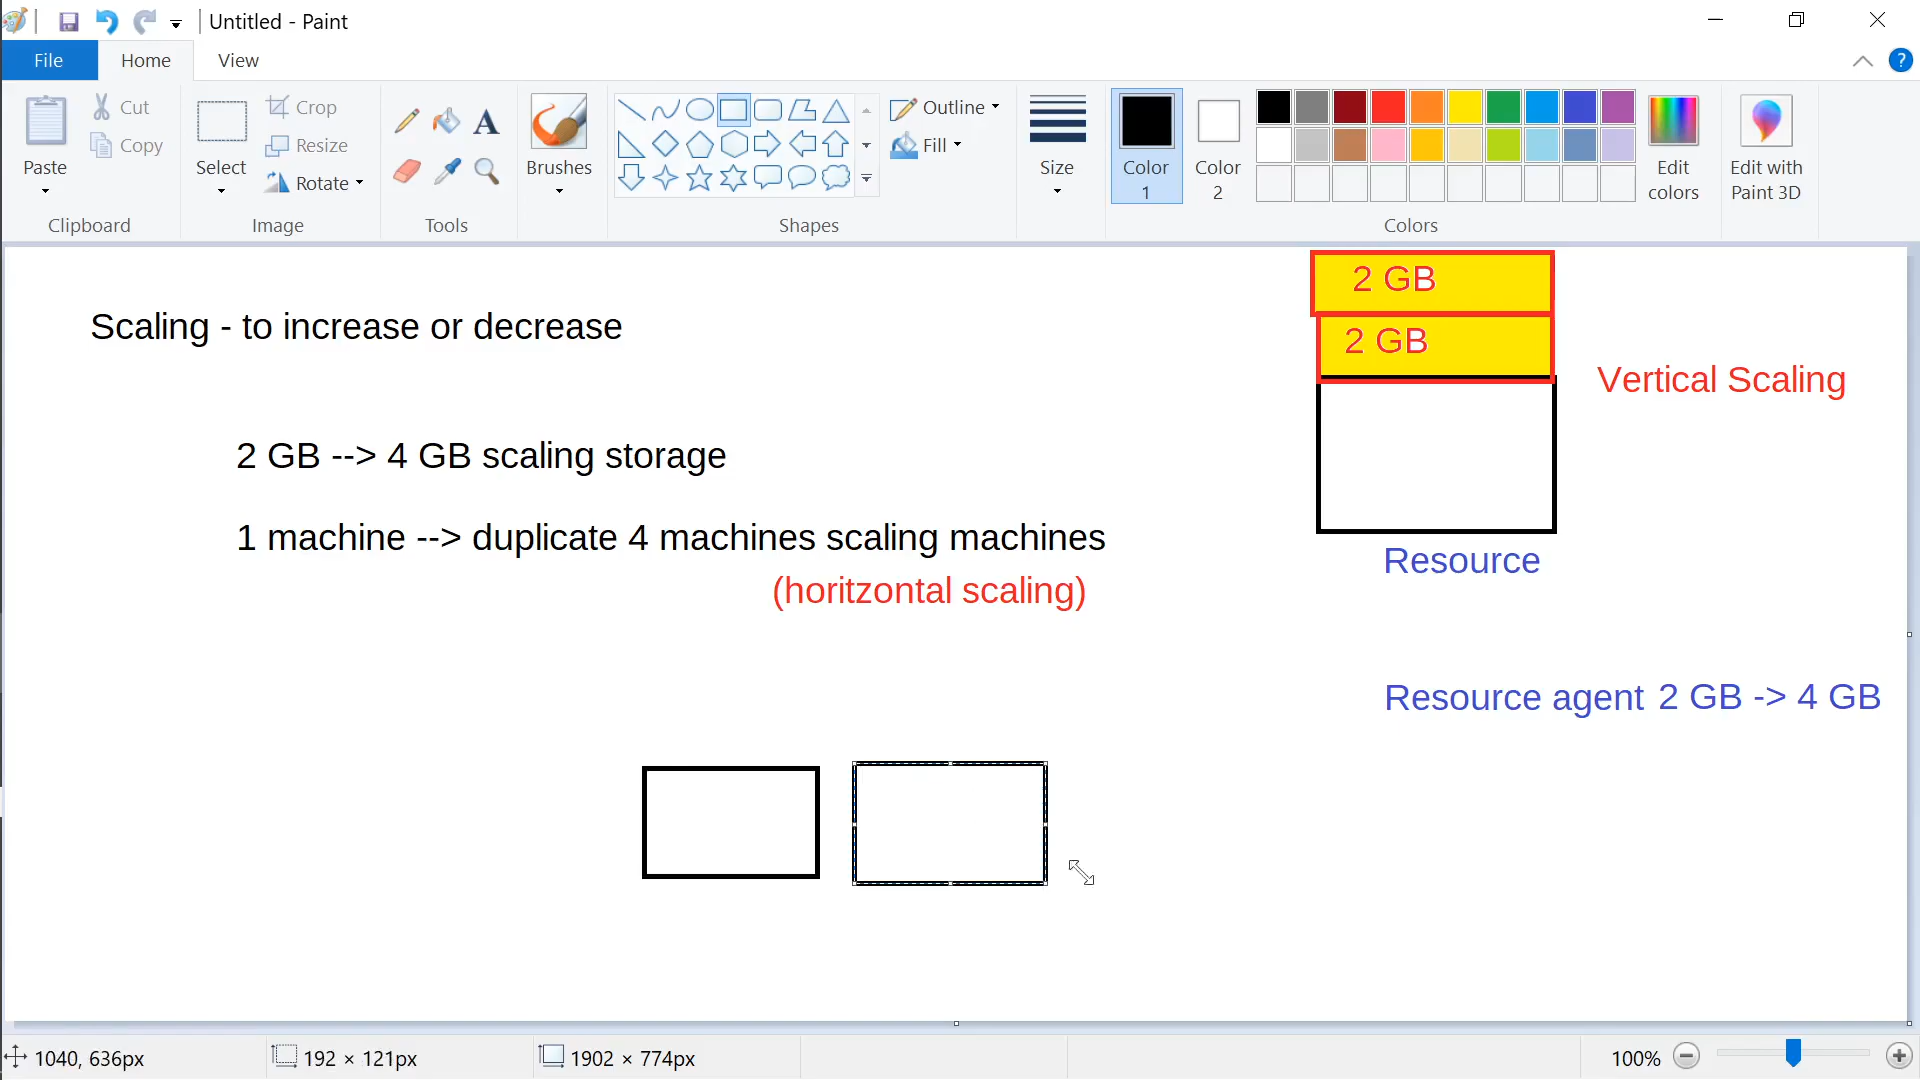 Untitled - Paint
File
Home
View
Paste
Cut
Copy
Clipboard
Select
Crop
Resize
Rotate
Image
A
Tools
Brushes
Shapes
Outline
Fill
Size
Color 1
Color 2
Edit colors
Edit with Paint 3D
Colors
?
2 GB
Scaling - to increase or decrease
2 GB
Vertical Scaling
2 GB --> 4 GB scaling storage
1 machine --> duplicate 4 machines scaling machines
Resource
(horitzontal scaling)
Resource agent 2 GB -> 4 GB
1040, 636px
192 × 121px
1902 × 774px
100%